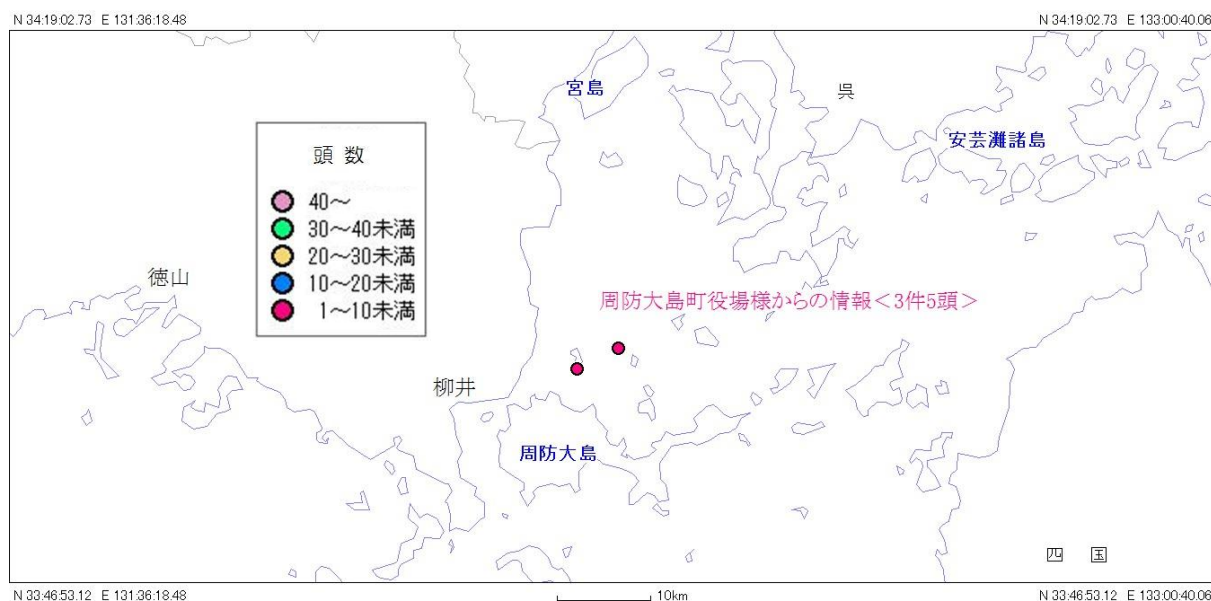 N 34:19:02.73 E 131:36:18.48
N 34:19:02.73 E 133:00:40.06
宮島
呉
安芸灘諸島
頭 数
40～
30～40未満
20～30未満
10～20未満
1～10未満
徳山
周防大島町役場様からの情報＜3件5頭＞
柳井
周防大島
四 国
N 33:46:53.12 E 131:36:18.48
10km
N 33:46:53.12 E 133:00:40.06